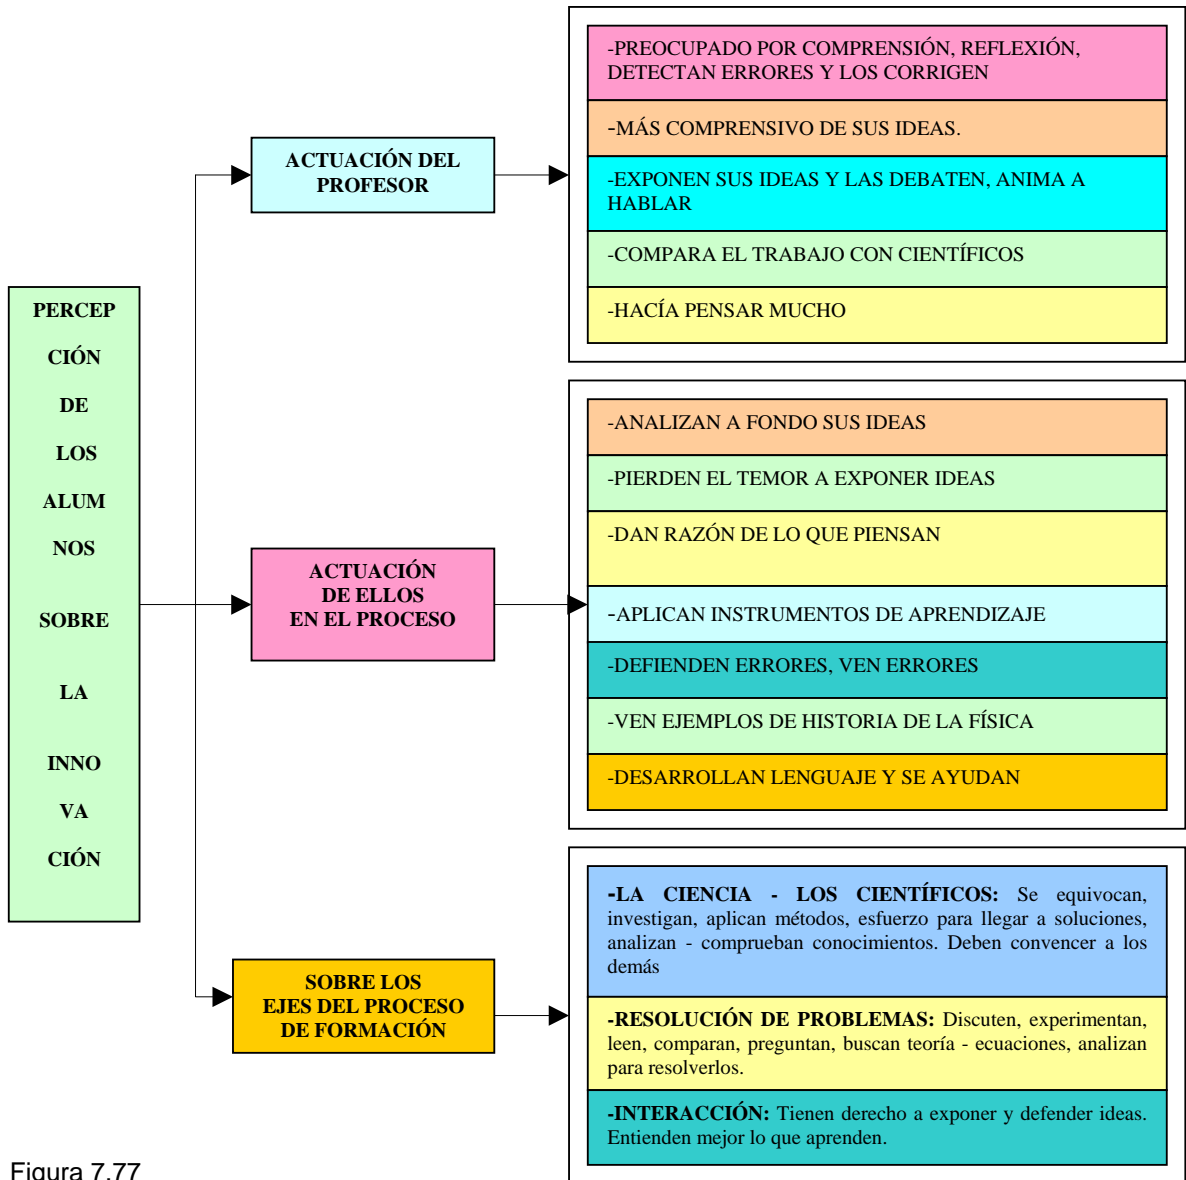 PERCEP
CIÓN
DE
LOS
ALUM
NOS
SOBRE
LA
INNO
VA
CIÓN
ACTUACIÓN DEL
PROFESOR
-PREOCUPADO POR COMPRENSIÓN, REFLEXIÓN,
DETECTAN ERRORES Y LOS CORRIGEN
-MÁS COMPRENSIVO DE SUS IDEAS.
-EXPONEN SUS IDEAS Y LAS DEBATEN, ANIMA A
HABLAR
-COMPARA EL TRABAJO CON CIENTÍFICOS
-HACÍA PENSAR MUCHO
ACTUACIÓN
DE ELLOS
EN EL PROCESO
-ANALIZAN A FONDO SUS IDEAS
-PIERDEN EL TEMOR A EXPONER IDEAS
-DAN RAZÓN DE LO QUE PIENSAN
-APLICAN INSTRUMENTOS DE APRENDIZAJE
-DEFIENDEN ERRORES, VEN ERRORES
-VEN EJEMPLOS DE HISTORIA DE LA FÍSICA
-DESARROLLAN LENGUAJE Y SE AYUDAN
SOBRE LOS
EJES DEL PROCESO
DE FORMACIÓN
-LA CIENCIA - LOS CIENTÍFICOS: Se equivocan,
investigan, aplican métodos, esfuerzo para llegar a soluciones,
analizan - comprueban conocimientos. Deben convencer a los
demás
-RESOLUCIÓN DE PROBLEMAS: Discuten, experimentan,
leen, comparan, preguntan, buscan teoría - ecuaciones, analizan
para resolverlos.
-INTERACCIÓN: Tienen derecho a exponer y defender ideas.
Entienden mejor lo que aprenden.
Figura 7.77